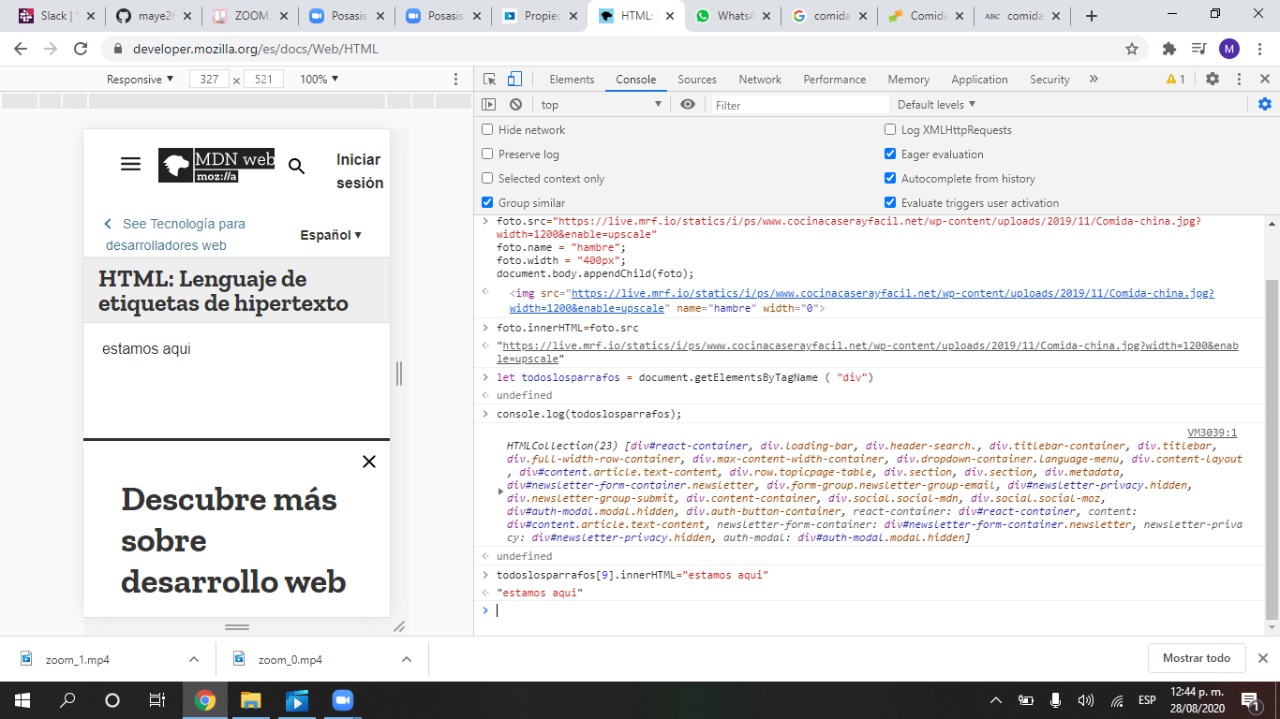 Slack |
maye26
ZOOM.
Posasist
Posasist
Propied
HTML:
WhatsA
comida
Comida
ABC comida
developer.mozilla.org/es/docs/Web/HTML
M
Responsive ▼ 327 × 521 100% ▼
Elements Console Sources Network Performance Memory Application Security » 1
top ▼ Filter Default levels ▼
Hide network
Log XMLHttpRequests
Preserve log
Eager evaluation
Selected context only
Autocomplete from history
Group similar
Evaluate triggers user activation
MDN web
moz://a
Iniciar
sesión
See Tecnología para
desarrolladores web
Español ▾
HTML: Lenguaje de
etiquetas de hipertexto
estamos aqui
Descubre más
sobre
desarrollo web
foto.src="https://live.mrf.io/statics/i/ps/www.cocinacaserayfacil.net/wp-content/uploads/2019/11/Comida-china.jpg?
width=1200&enable=upscale"
foto.name = "hambre";
foto.width = "400px";
document.body.appendChild(foto);
<img src="https://live.mrf.io/statics/i/ps/www.cocinacaserayfacil.net/wp-content/uploads/2019/11/Comida-china.jpg?
width=1200&enable=upscale" name="hambre" width="0">
foto.innerHTML=foto.src
"https://live.mrf.io/statics/i/ps/www.cocinacaserayfacil.net/wp-content/uploads/2019/11/Comida-china.jpg?width=1200&enab
le=upscale"
let todoslosparrafos = document.getElementsByTagName ( "div")
undefined
console.log(todoslosparrafos);
VM3039:1
HTMLCollection(23) [div#react-container, div.loading-bar, div.header-search., div.titlebar-container, div.titlebar,
div.full-width-row-container, div.max-content-width-container, div.dropdown-container.language-menu, div.content-layout
, div#content.article.text-content, div.row.topicpage-table, div.section, div.section, div.metadata,
div#newsletter-form-container.newsletter, div.form-group.newsletter-group-email, div#newsletter-privacy.hidden,
div.newsletter-group-submit, div.content-container, div.social.social-mdn, div.social.social-moz,
div#auth-modal.modal.hidden, div.auth-button-container, react-container: div#react-container, content:
div#content.article.text-content, newsletter-form-container: div#newsletter-form-container.newsletter, newsletter-priva
cy: div#newsletter-privacy.hidden, auth-modal: div#auth-modal.modal.hidden]
undefined
todoslosparrafos[9].innerHTML="estamos aqui"
"estamos aqui"
zoom_1.mp4
zoom_0.mp4
Mostrar todo
ESP
12:44 p. m.
28/08/2020
1